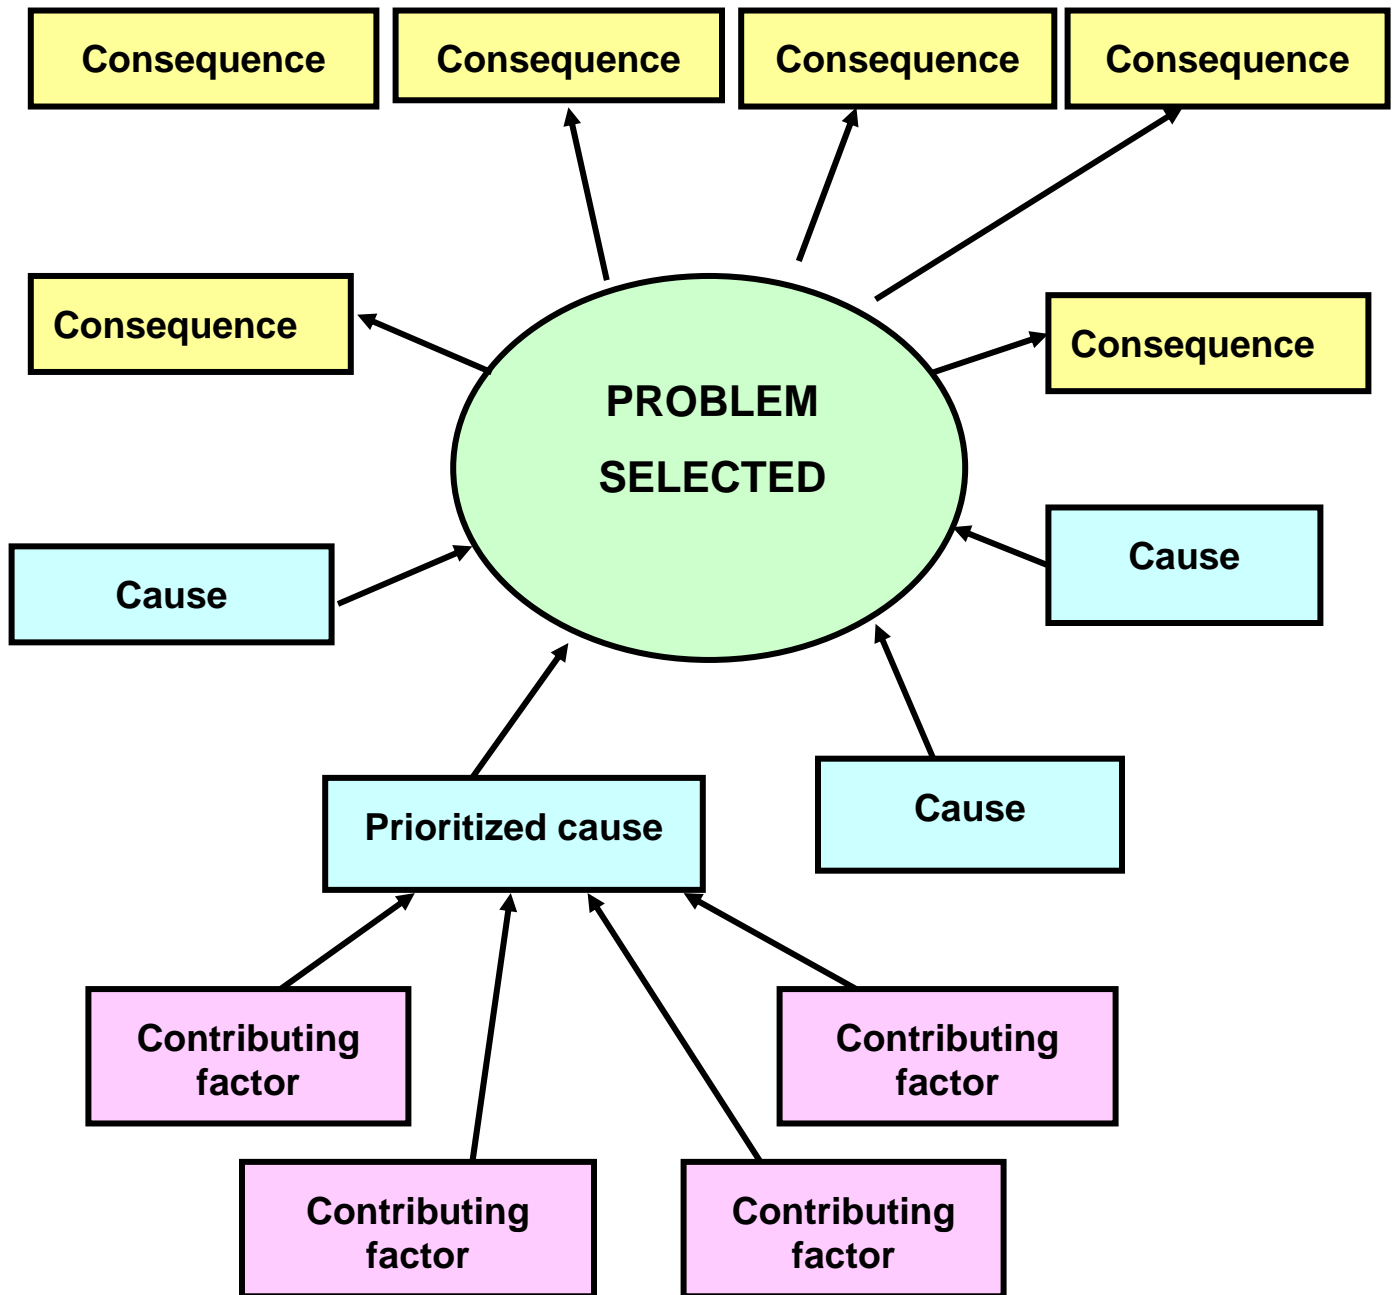 Consequence
Consequence
Consequence
Consequence
Consequence
Consequence
PROBLEM
SELECTED
Cause
Cause
Prioritized cause
Cause
Contributing
factor
Contributing
factor
Contributing
factor
Contributing
factor